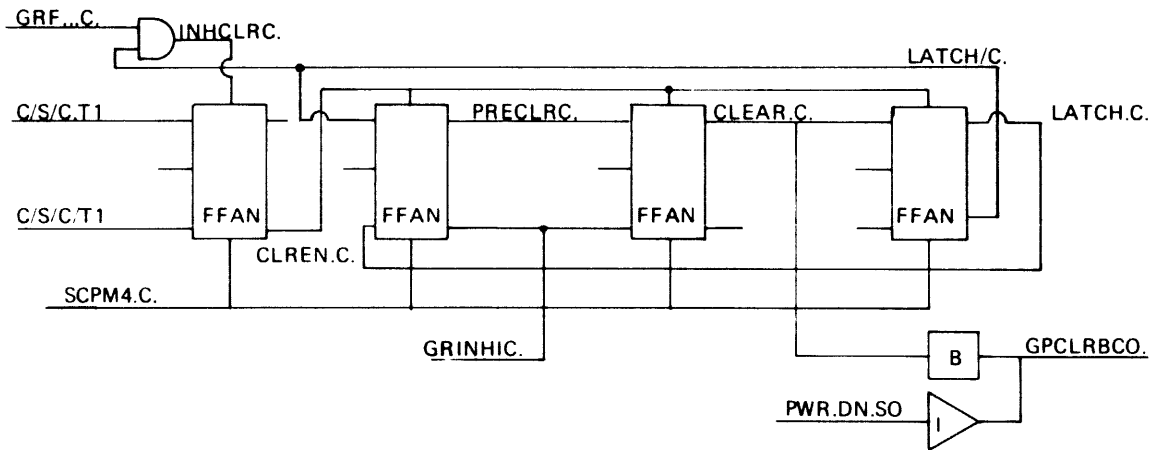 GRF...C.
INHCLRC.
LATCH/C.
C/S/C.T1
PRECLRC.
CLEAR.C.
LATCH.C.
C/S/C/T1
FFAN
FFAN
FFAN
FFAN
CLREN.C.
SCPM4.C.
GRINHIC.
B
GPCLRBCO.
PWR.DN.SO
I